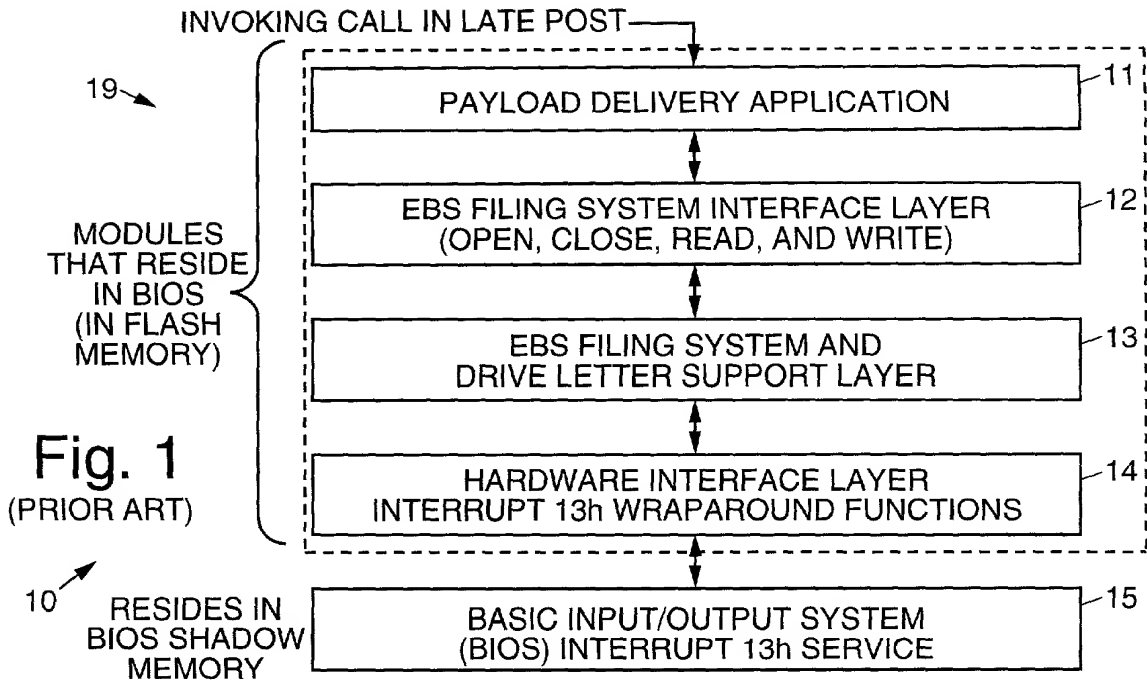 INVOKING CALL IN LATE POST
19
11
PAYLOAD DELIVERY APPLICATION
12
EBS FILING SYSTEM INTERFACE LAYER
(OPEN, CLOSE, READ, AND WRITE)
MODULES
THAT RESIDE
IN BIOS
(IN FLASH
MEMORY)
13
EBS FILING SYSTEM AND
DRIVE LETTER SUPPORT LAYER
Fig. 1
(PRIOR ART)
14
HARDWARE INTERFACE LAYER
INTERRUPT 13h WRAPAROUND FUNCTIONS
10
RESIDES IN
BIOS SHADOW
MEMORY
15
BASIC INPUT/OUTPUT SYSTEM
(BIOS) INTERRUPT 13h SERVICE